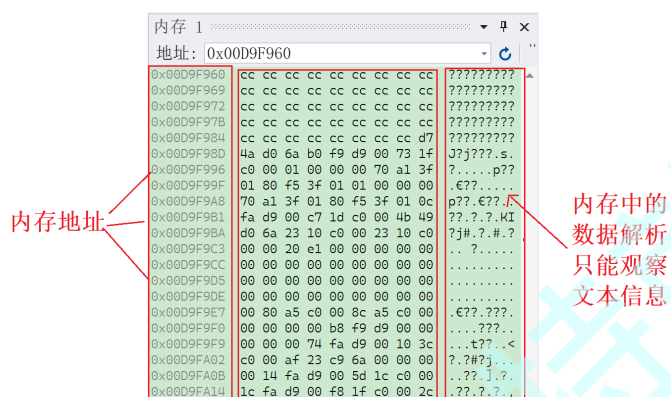 内存 1
地址: 0x00D9F960
0x00D9F960 cc cc cc cc cc cc cc cc cc ?????????
0x00D9F969 cc cc cc cc cc cc cc cc cc ?????????
0x00D9F972 cc cc cc cc cc cc cc cc cc ?????????
0x00D9F97B cc cc cc cc cc cc cc cc cc ?????????
0x00D9F984 cc cc cc cc cc cc cc cc d7 ?????????
0x00D9F98D 4a d0 6a b0 f9 d9 00 73 1f J?j???.s.
0x00D9F996 c0 00 01 00 00 00 70 a1 3f ?.....p??
0x00D9F99F 01 80 f5 3f 01 01 00 00 00 .€??.....
0x00D9F9A8 70 a1 3f 01 80 f5 3f 01 0c p??.€??..
0x00D9F9B1 fa d9 00 c7 1d c0 00 4b 49 ??.?.?.KI
0x00D9F9BA d0 6a 23 10 c0 00 23 10 c0 ?j#.?.#.?
0x00D9F9C3 00 00 20 e1 00 00 00 00 00 .. ?.....
0x00D9F9CC 00 00 00 00 00 00 00 00 00 .........
0x00D9F9D5 00 00 00 00 00 00 00 00 00 .........
0x00D9F9DE 00 00 00 00 00 00 00 00 00 .........
0x00D9F9E7 00 80 a5 c0 00 8c a5 c0 00 .€??.???.
0x00D9F9F0 00 00 00 00 b8 f9 d9 00 00 ....???..
0x00D9F9F9 00 00 00 74 fa d9 00 10 3c ...t??..<
0x00D9FA02 c0 00 af 23 c9 6a 00 00 00 ?.?#?j...
0x00D9FA0B 00 14 fa d9 00 5d 1c c0 00 ..??.].?.
0x00D9FA14 1c fa d9 00 f8 1f c0 00 2c .??.?.?.,
内存地址
内存中的
数据解析
只能观察
文本信息